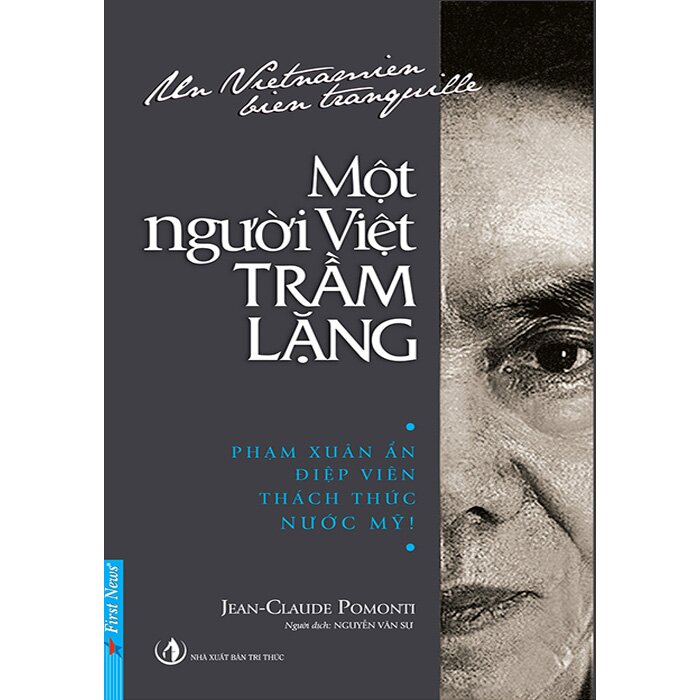 Un Vietnamien
bien tranquille
Một
người Việt
TRẦM
LẶNG
PHẠM XUÂN ẨN
ĐIỆP VIÊN
THÁCH THỨC
NƯỚC MỸ!
JEAN-CLAUDE POMONTI
Người dịch: NGUYỄN VĂN SỰ
First News®
NHÀ XUẤT BẢN TRI THỨC